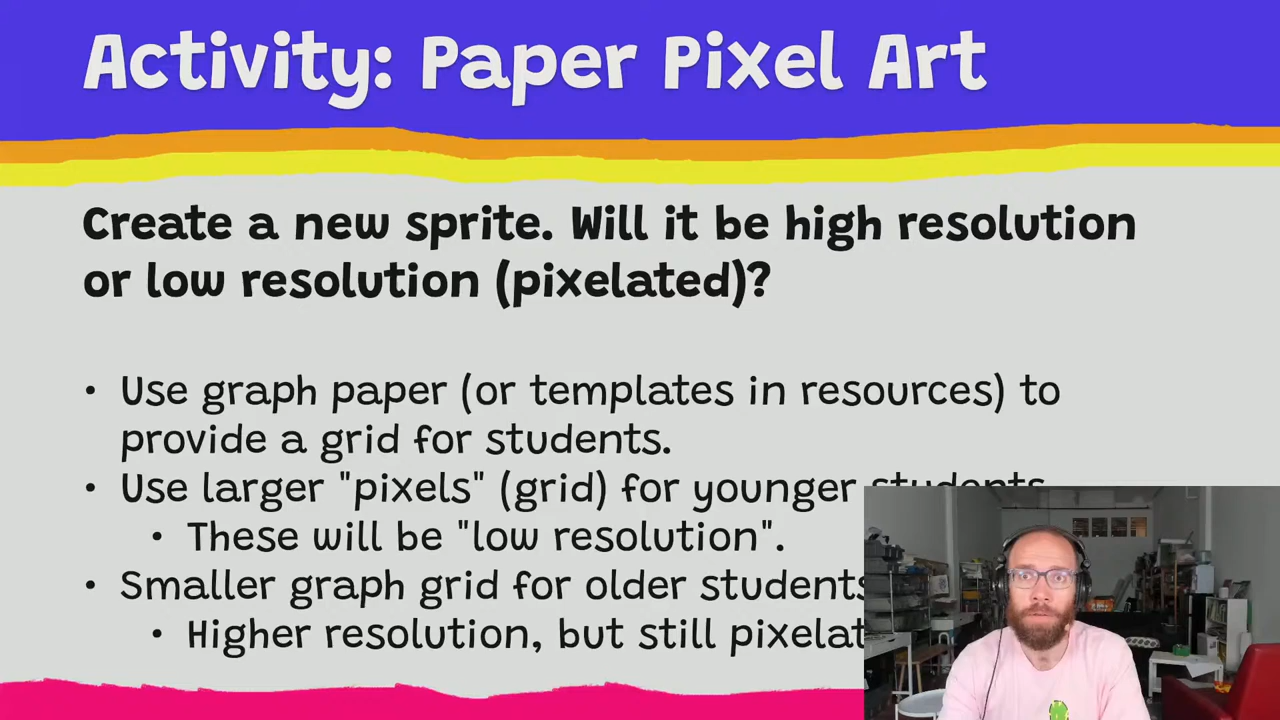 Activity: Paper Pixel Art
Create a new sprite. Will it be high resolution
or low resolution (pixelated)?
• Use graph paper (or templates in resources) to
provide a grid for students.
• Use larger "pixels" (grid) for younger students
• These will be "low resolution".
• Smaller graph grid for older students
• Higher resolution, but still